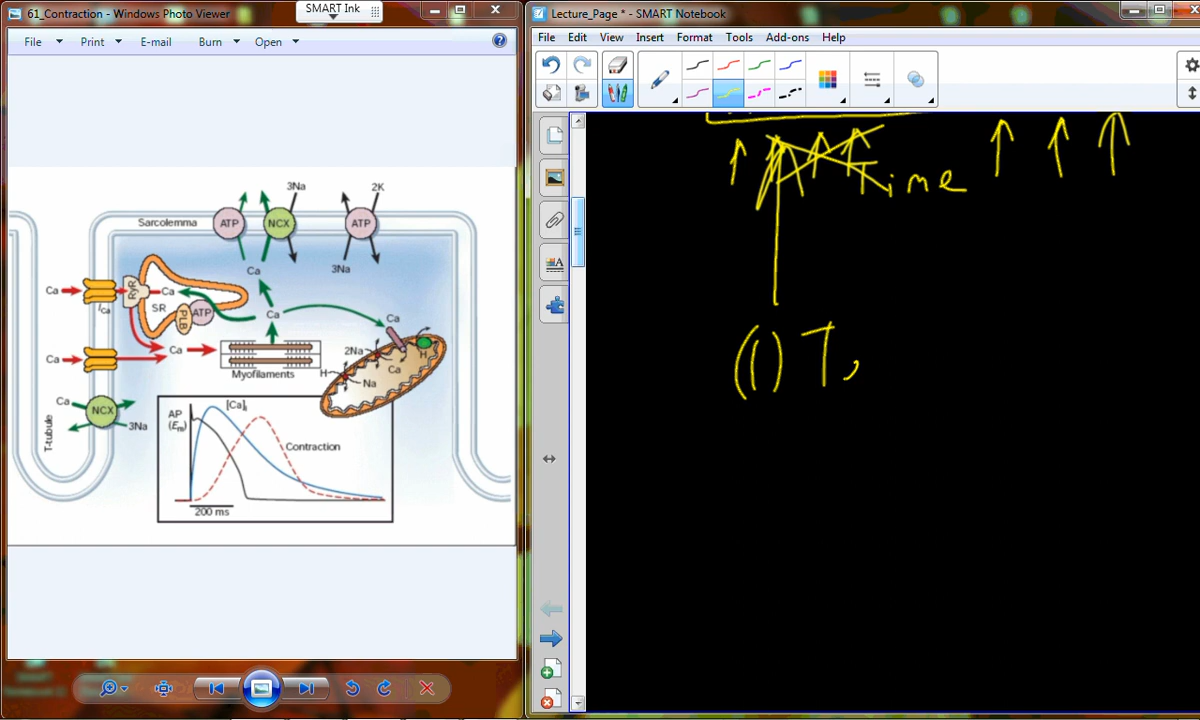 61_Contraction - Windows Photo Viewer
SMART Ink
File Print E-mail Burn Open
3Na
2K
Sarcolemma
ATP
NCX
ATP
Ca
3Na
Ca
RyR
Ca
ICa
SR
PLB
ATP
Ca
Ca
Ca
Ca
Myofilaments
2Na
H
Ca
H
Na
Ca
NCX
3Na
T-tubule
AP
(Em)
[Ca]i
Contraction
200 ms
Lecture_Page * - SMART Notebook
File Edit View Insert Format Tools Add-ons Help
Time
(1) T,